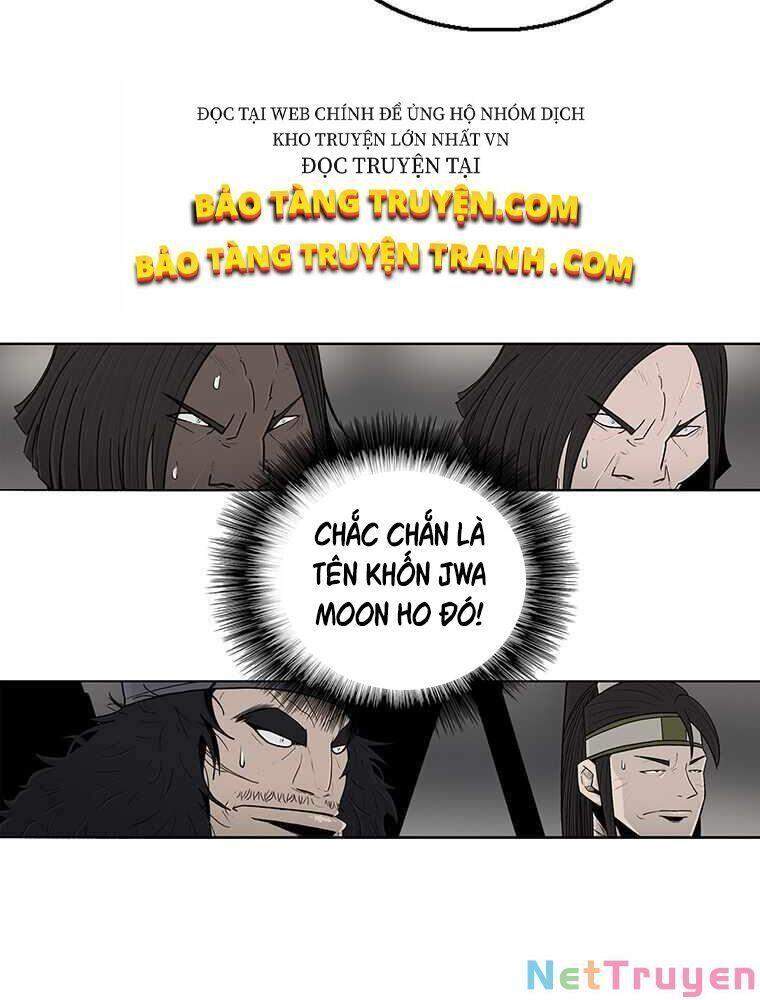 ĐỌC TẠI WEB CHÍNH ĐỂ ỦNG HỘ NHÓM DỊCH
KHO TRUYỆN LỚN NHẤT VN
ĐỌC TRUYỆN TẠI
BẢO TÀNG TRUYỆN.COM
BẢO TÀNG TRUYỆN TRANH.COM
CHẮC CHẮN LÀ
TÊN KHỐN JWA
MOON HO ĐÓ!
NetTruyen